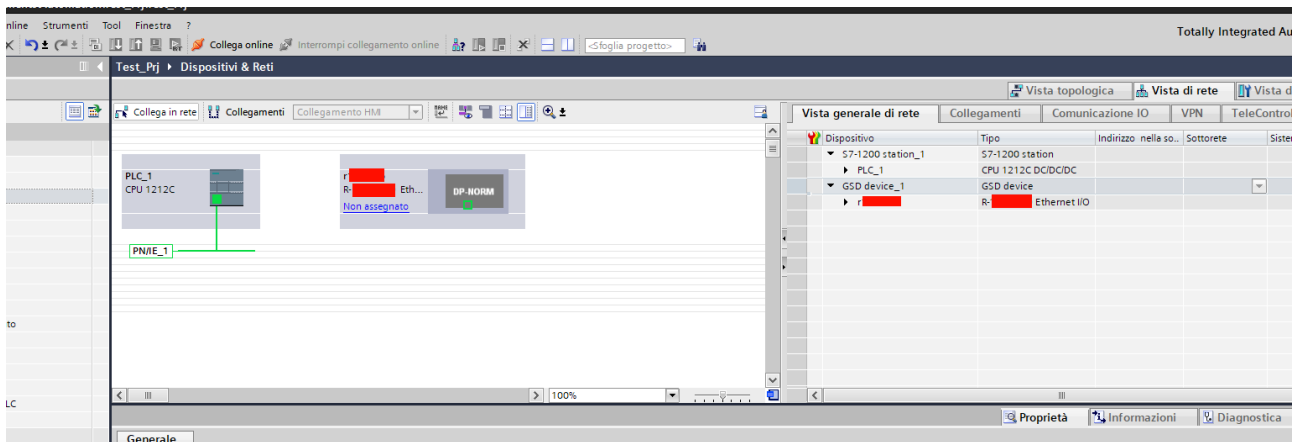 nline Strumenti Tool Finestra ?
Totally Integrated Au
Collega online Interrompi collegamento online <Sfoglia progetto>
Test_Prj Dispositivi & Reti
Vista topologica Vista di rete Vista d
Collega in rete Collegamenti Collegamento HMI
Vista generale di rete Collegamenti Comunicazione IO VPN TeleControl
Dispositivo Tipo Indirizzo nella so... Sottorete Sister
S7-1200 station_1 S7-1200 station
PLC_1 CPU 1212C DC/DC/DC
GSD device_1 GSD device
r R- Ethernet I/O
PLC_1
CPU 1212C
r
R- Eth...
Non assegnato
DP-NORM
PN/IE_1
to
LC
100%
Proprietà Informazioni Diagnostica
Generale